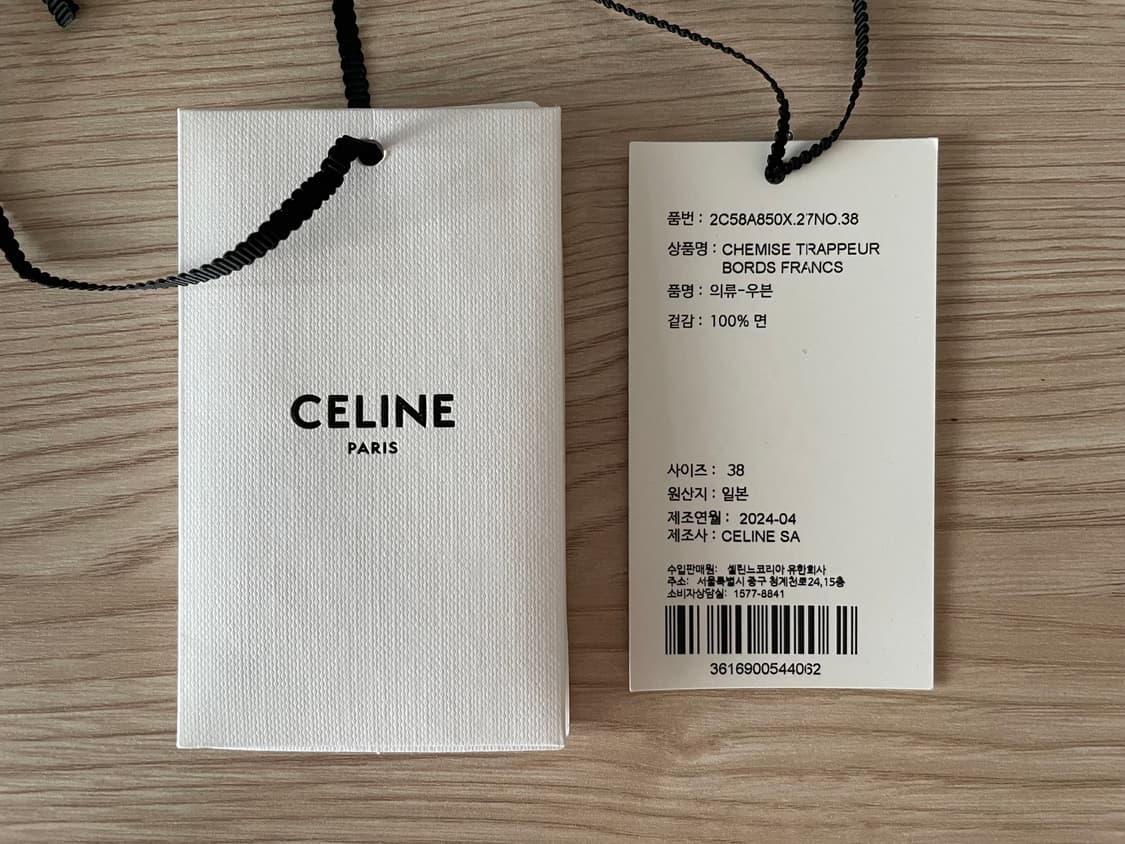 CELINE
PARIS
품번 : 2C58A850X.27NO.38
상품명 : CHEMISE TRAPPEUR
BORDS FRANCS
품명 : 의류-우븐
겉감 : 100% 면
사이즈 : 38
원산지 : 일본
제조연월 : 2024-04
제조사 : CELINE SA
수입판매원: 셀린느코리아 유한회사
주소: 서울특별시 중구 청계천로24,15층
소비자상담실: 1577-8841
3616900544062